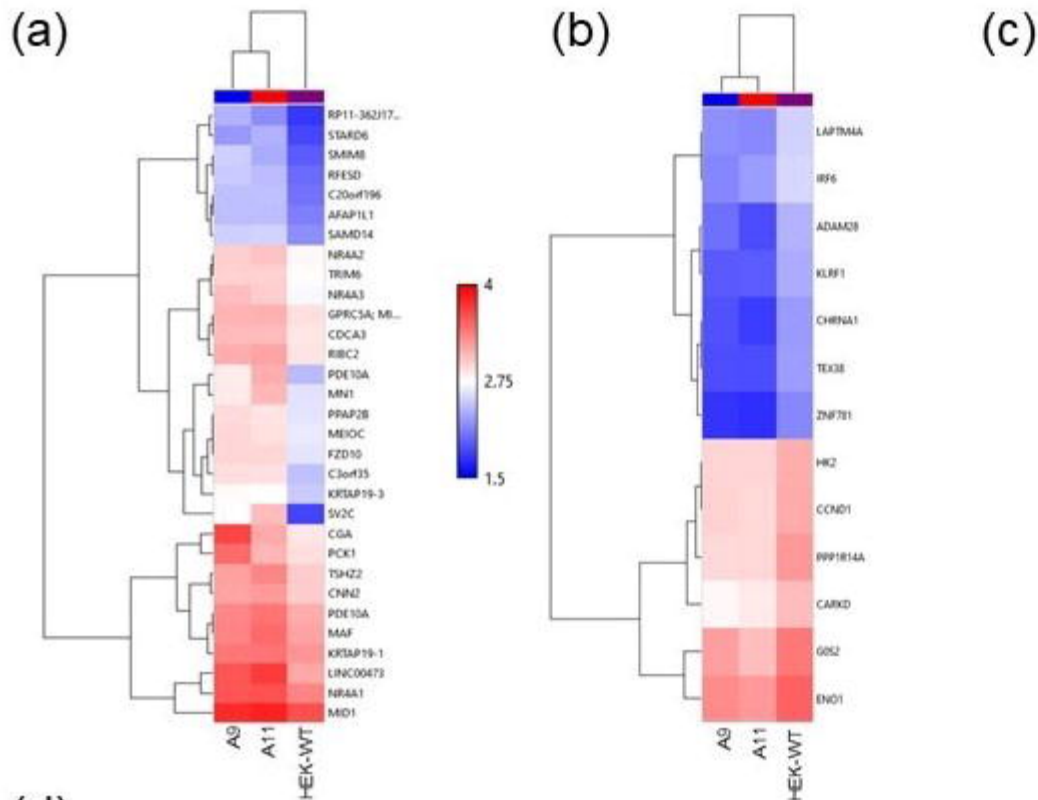 (a)
RP11-362J17...
STARD6
SMIM8
RFESD
C20orf196
AFAP1L1
SAMD14
NR4A2
TRIM6
NR4A3
GPRC5A; MI...
CDCA3
RIBC2
PDE10A
MN1
PPAP2B
MEIOC
FZD10
C3orf35
KRTAP19-3
SV2C
CGA
PCK1
TSHZ2
CNN2
PDE10A
MAF
KRTAP19-1
LINC00473
NR4A1
MID1
A9
A11
HEK-WT
4
2.75
1.5
(b)
LAPTM4A
IRF6
ADAM28
KLRF1
CHRNA1
TEX38
ZNF781
HK2
CCND1
PPP1R14A
CARKD
G0S2
ENO1
A9
A11
HEK-WT
(c)